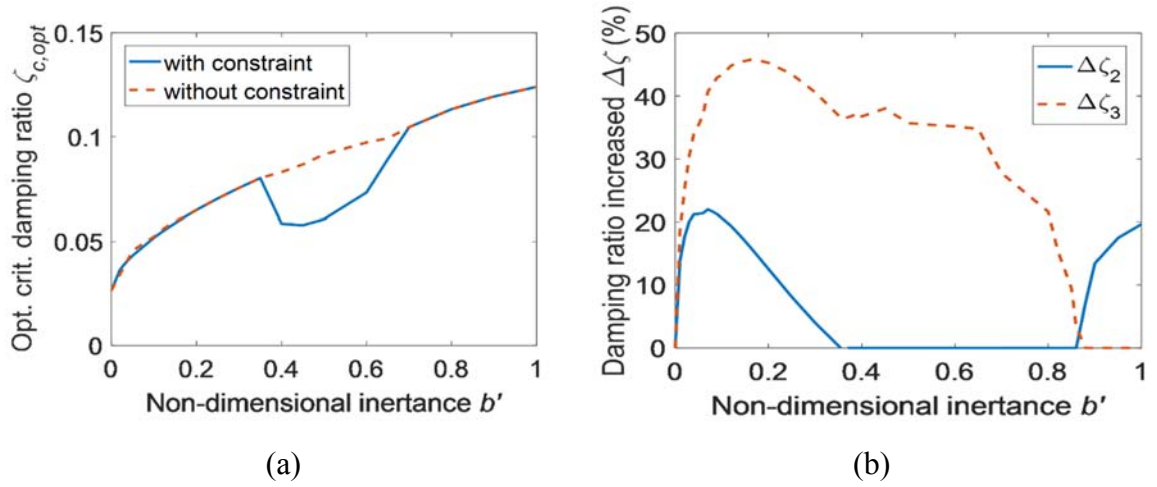 Opt. crit. damping ratio ζc,opt
0.15
0.1
0.05
0
with constraint
without constraint
0 0.2 0.4 0.6 0.8 1
Non-dimensional inertance b'
(a)
Damping ratio increased Δζ (%)
50
40
30
20
10
0
Δζ2
Δζ3
0 0.2 0.4 0.6 0.8 1
Non-dimensional inertance b'
(b)